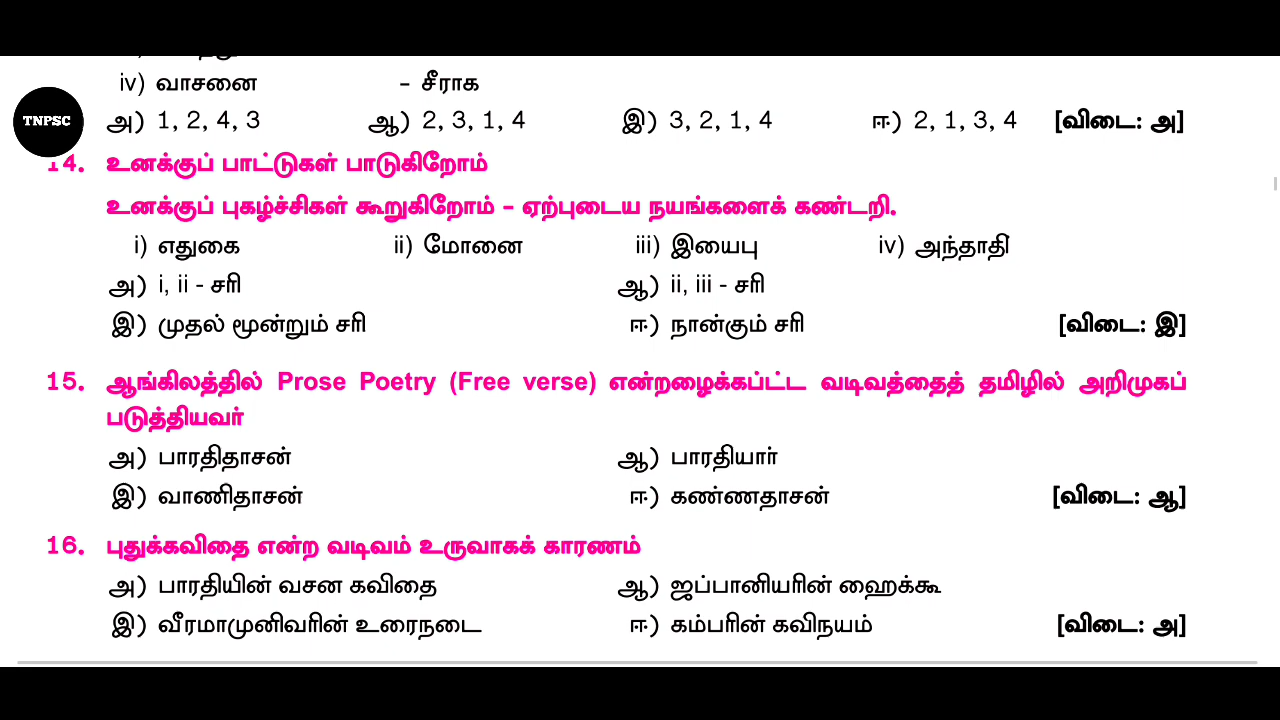 iv) வாசனை – சீராக
TNPSC
அ) 1, 2, 4, 3 ஆ) 2, 3, 1, 4 இ) 3, 2, 1, 4 ஈ) 2, 1, 3, 4 [விடை: அ]
14. உனக்குப் பாட்டுகள் பாடுகிறோம்
உனக்குப் புகழ்ச்சிகள் கூறுகிறோம் – ஏற்புடைய நயங்களைக் கண்டறி.
i) எதுகை ii) மோனை iii) இயைபு iv) அந்தாதி
அ) i, ii - சரி ஆ) ii, iii - சரி
இ) முதல் மூன்றும் சரி ஈ) நான்கும் சரி [விடை: இ]
15. ஆங்கிலத்தில் Prose Poetry (Free verse) என்றழைக்கப்பட்ட வடிவத்தைத் தமிழில் அறிமுகப்
படுத்தியவர்
அ) பாரதிதாசன் ஆ) பாரதியார்
இ) வாணிதாசன் ஈ) கண்ணதாசன் [விடை: ஆ]
16. புதுக்கவிதை என்ற வடிவம் உருவாகக் காரணம்
அ) பாரதியின் வசன கவிதை ஆ) ஜப்பானியரின் ஹைக்கூ
இ) வீரமாமுனிவரின் உரைநடை ஈ) கம்பரின் கவிநயம் [விடை: அ]